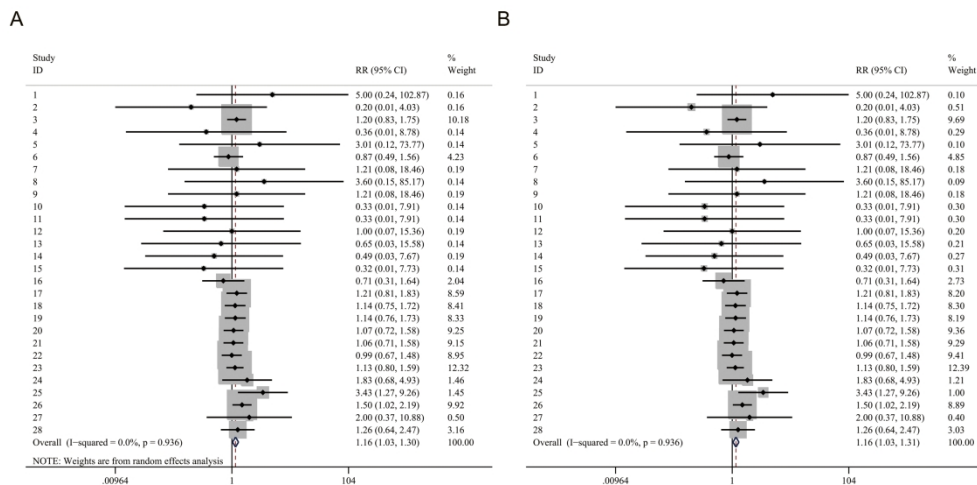 A
Study %
ID RR (95% CI) Weight
1 5.00 (0.24, 102.87) 0.16
2 0.20 (0.01, 4.03) 0.16
3 1.20 (0.83, 1.75) 10.18
4 0.36 (0.01, 8.78) 0.14
5 3.01 (0.12, 73.77) 0.14
6 0.87 (0.49, 1.56) 4.23
7 1.21 (0.08, 18.46) 0.19
8 3.60 (0.15, 85.17) 0.14
9 1.21 (0.08, 18.46) 0.19
10 0.33 (0.01, 7.91) 0.14
11 0.33 (0.01, 7.91) 0.14
12 1.00 (0.07, 15.36) 0.19
13 0.65 (0.03, 15.58) 0.14
14 0.49 (0.03, 7.67) 0.19
15 0.32 (0.01, 7.73) 0.14
16 0.71 (0.31, 1.64) 2.04
17 1.21 (0.81, 1.83) 8.59
18 1.14 (0.75, 1.72) 8.41
19 1.14 (0.76, 1.73) 8.33
20 1.07 (0.72, 1.58) 9.25
21 1.06 (0.71, 1.58) 9.15
22 0.99 (0.67, 1.48) 8.95
23 1.13 (0.80, 1.59) 12.32
24 1.83 (0.68, 4.93) 1.46
25 3.43 (1.27, 9.26) 1.45
26 1.50 (1.02, 2.19) 9.92
27 2.00 (0.37, 10.88) 0.50
28 1.26 (0.64, 2.47) 3.16
Overall (I−squared = 0.0%, p = 0.936) 1.16 (1.03, 1.30) 100.00
NOTE: Weights are from random effects analysis
.00964 1 104
B
Study %
ID RR (95% CI) Weight
1 5.00 (0.24, 102.87) 0.10
2 0.20 (0.01, 4.03) 0.51
3 1.20 (0.83, 1.75) 9.69
4 0.36 (0.01, 8.78) 0.29
5 3.01 (0.12, 73.77) 0.10
6 0.87 (0.49, 1.56) 4.85
7 1.21 (0.08, 18.46) 0.18
8 3.60 (0.15, 85.17) 0.09
9 1.21 (0.08, 18.46) 0.18
10 0.33 (0.01, 7.91) 0.30
11 0.33 (0.01, 7.91) 0.30
12 1.00 (0.07, 15.36) 0.20
13 0.65 (0.03, 15.58) 0.21
14 0.49 (0.03, 7.67) 0.27
15 0.32 (0.01, 7.73) 0.31
16 0.71 (0.31, 1.64) 2.73
17 1.21 (0.81, 1.83) 8.20
18 1.14 (0.75, 1.72) 8.30
19 1.14 (0.76, 1.73) 8.19
20 1.07 (0.72, 1.58) 9.36
21 1.06 (0.71, 1.58) 9.29
22 0.99 (0.67, 1.48) 9.41
23 1.13 (0.80, 1.59) 12.39
24 1.83 (0.68, 4.93) 1.21
25 3.43 (1.27, 9.26) 1.00
26 1.50 (1.02, 2.19) 8.89
27 2.00 (0.37, 10.88) 0.40
28 1.26 (0.64, 2.47) 3.03
Overall (I−squared = 0.0%, p = 0.936) 1.16 (1.03, 1.31) 100.00
.00964 1 104